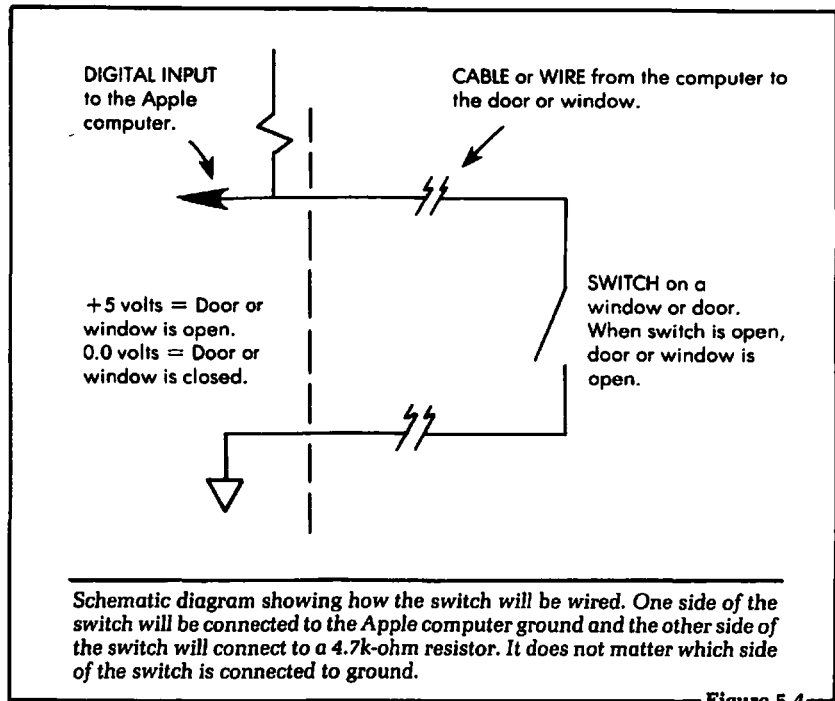 DIGITAL INPUT
to the Apple
computer.
CABLE or WIRE from the computer to
the door or window.
+5 volts = Door or
window is open.
0.0 volts = Door or
window is closed.
SWITCH on a
window or door.
When switch is open,
door or window is
open.
Schematic diagram showing how the switch will be wired. One side of the
switch will be connected to the Apple computer ground and the other side of
the switch will connect to a 4.7k-ohm resistor. It does not matter which side
of the switch is connected to ground.
Figure 5.4